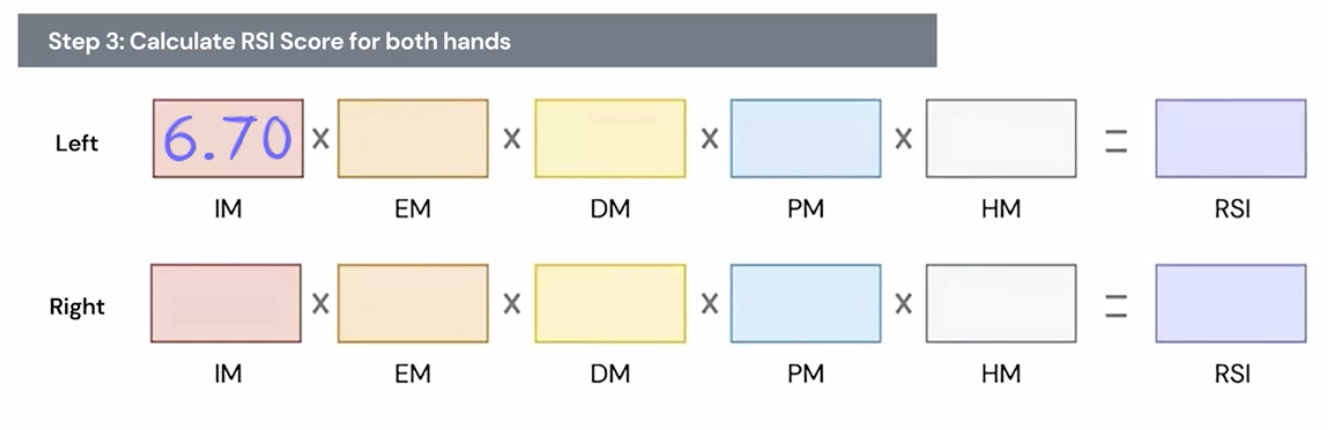 Step 3: Calculate RSI Score for both hands
Left 6.70 x x x x =
IM EM DM PM HM RSI
Right x x x x =
IM EM DM PM HM RSI